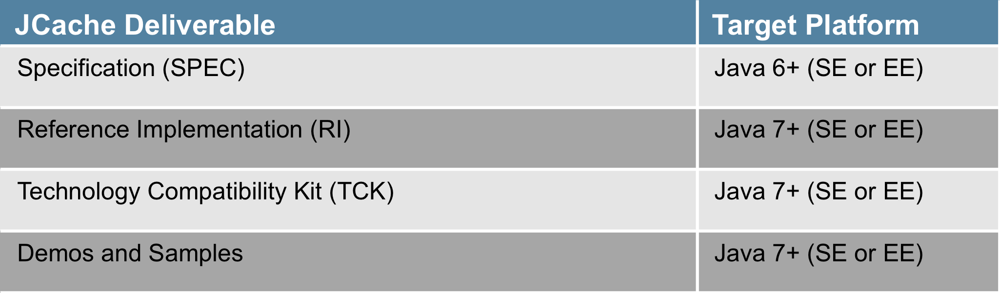 JCache Deliverable Target Platform
Specification (SPEC) Java 6+ (SE or EE)
Reference Implementation (RI) Java 7+ (SE or EE)
Technology Compatibility Kit (TCK) Java 7+ (SE or EE)
Demos and Samples Java 7+ (SE or EE)